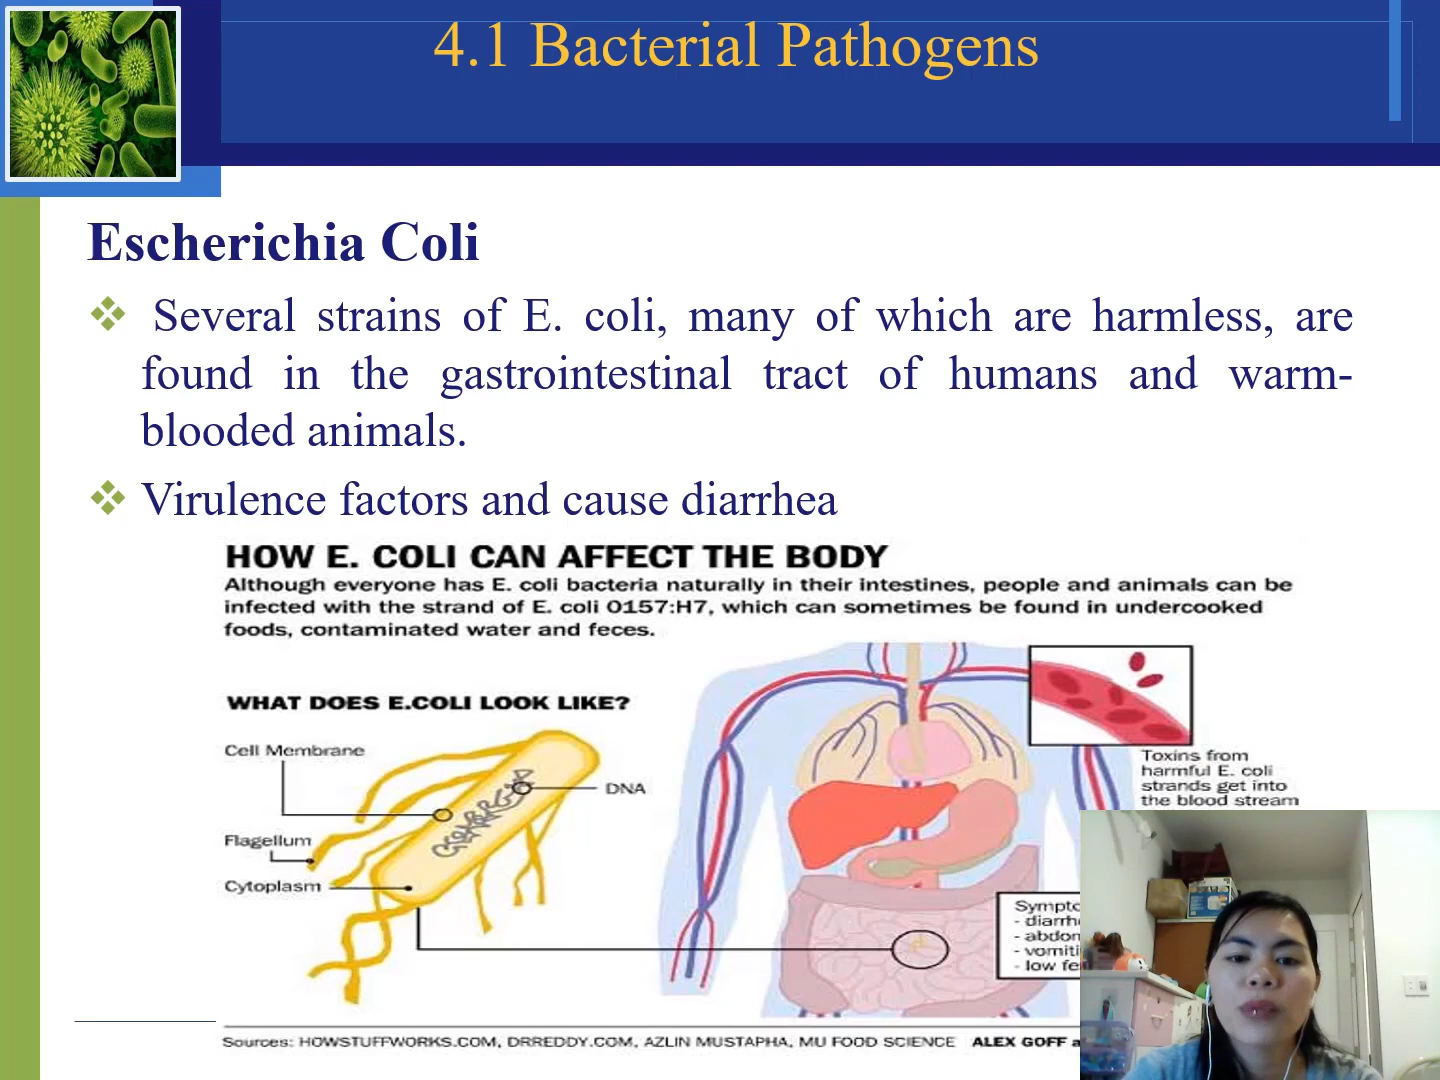 4.1 Bacterial Pathogens
Escherichia Coli
Several strains of E. coli, many of which are harmless, are
found in the gastrointestinal tract of humans and warm-
blooded animals.
Virulence factors and cause diarrhea
HOW E. COLI CAN AFFECT THE BODY
Although everyone has E. coli bacteria naturally in their intestines, people and animals can be
infected with the strand of E. coli O157:H7, which can sometimes be found in undercooked
foods, contaminated water and feces.
WHAT DOES E.COLI LOOK LIKE?
Cell Membrane
DNA
Flagellum
Cytoplasm
Toxins from
harmful E. coli
strands get into
the blood stream
Sources: HOWSTUFFWORKS.COM, DRREDDY.COM, AZLIN MUSTAPHA, MU FOOD SCIENCE ALEX GOFF